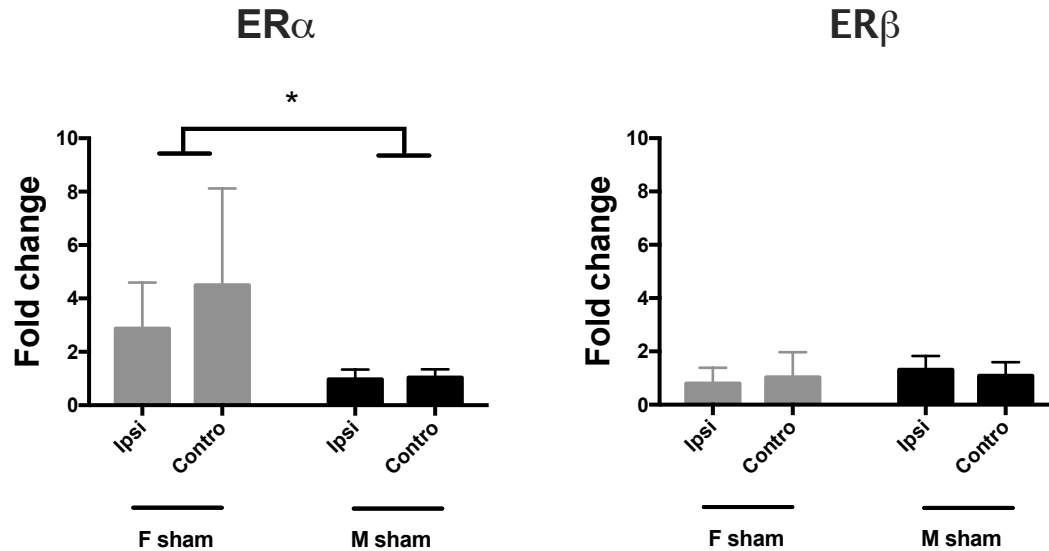 ERα
*
Fold change
10
8
6
4
2
0
Ipsi
Contro
Ipsi
Contro
F sham
M sham
ERβ
Fold change
10
8
6
4
2
0
Ipsi
Contro
Ipsi
Contro
F sham
M sham